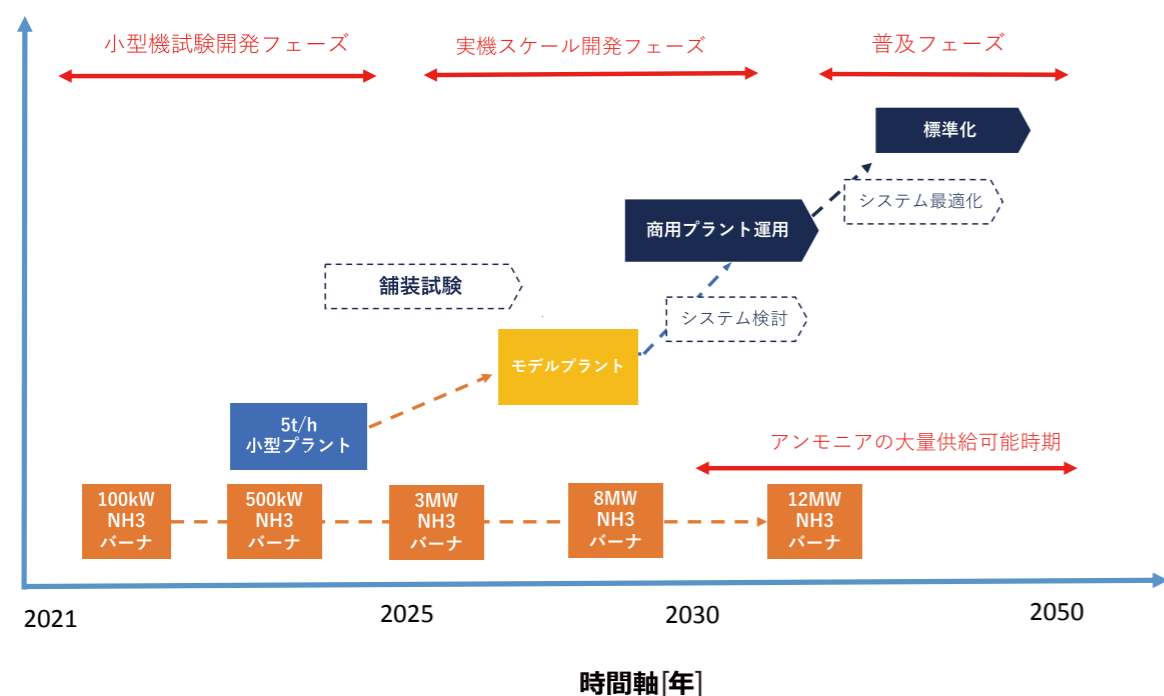 小型機試験開発フェーズ
実機スケール開発フェーズ
普及フェーズ
標準化
システム最適化
商用プラント運用
舗装試験
システム検討
モデルプラント
5t/h
小型プラント
アンモニアの大量供給可能時期
100kW
NH3
バーナ
500kW
NH3
バーナ
3MW
NH3
バーナ
8MW
NH3
バーナ
12MW
NH3
バーナ
2021
2025
2030
2050
時間軸[年]